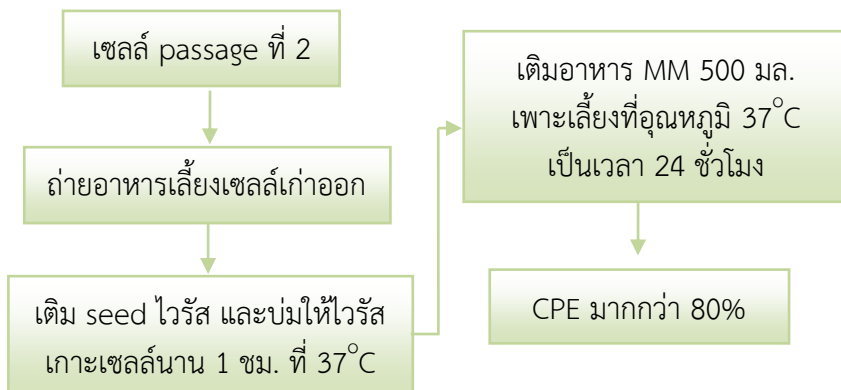 เซลล์ passage ที่ 2
ถ่ายอาหารเลี้ยงเซลล์เก่าออก
เติม seed ไวรัส และบ่มให้ไวรัส
เกาะเซลล์นาน 1 ชม. ที่ 37°C
เติมอาหาร MM 500 มล.
เพาะเลี้ยงที่อุณหภูมิ 37°C
เป็นเวลา 24 ชั่วโมง
CPE มากกว่า 80%